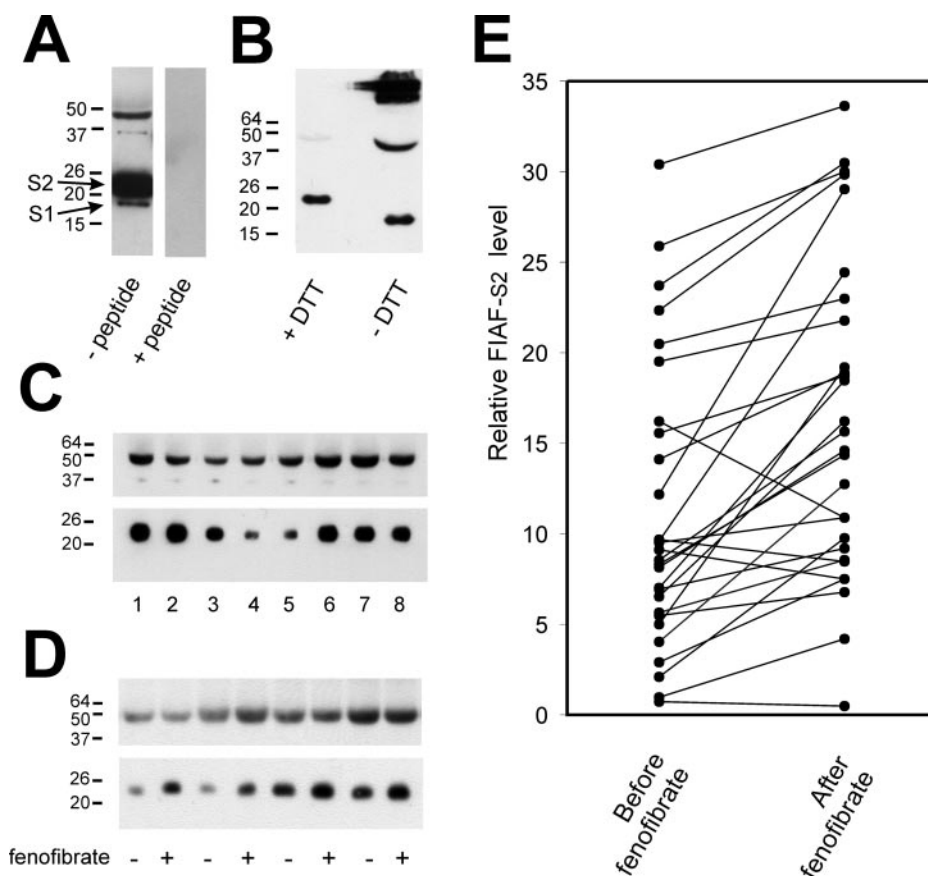 A
50
37
26
S2
20
S1
15
- peptide
+ peptide
B
64
50
37
26
20
15
+ DTT
- DTT
C
64
50
37
26
20
1 2 3 4 5 6 7 8
D
64
50
37
26
20
fenofibrate - + - + - + - +
E
Relative FIAF-S2 level
35
30
25
20
15
10
5
0
Before
fenofibrate
After
fenofibrate